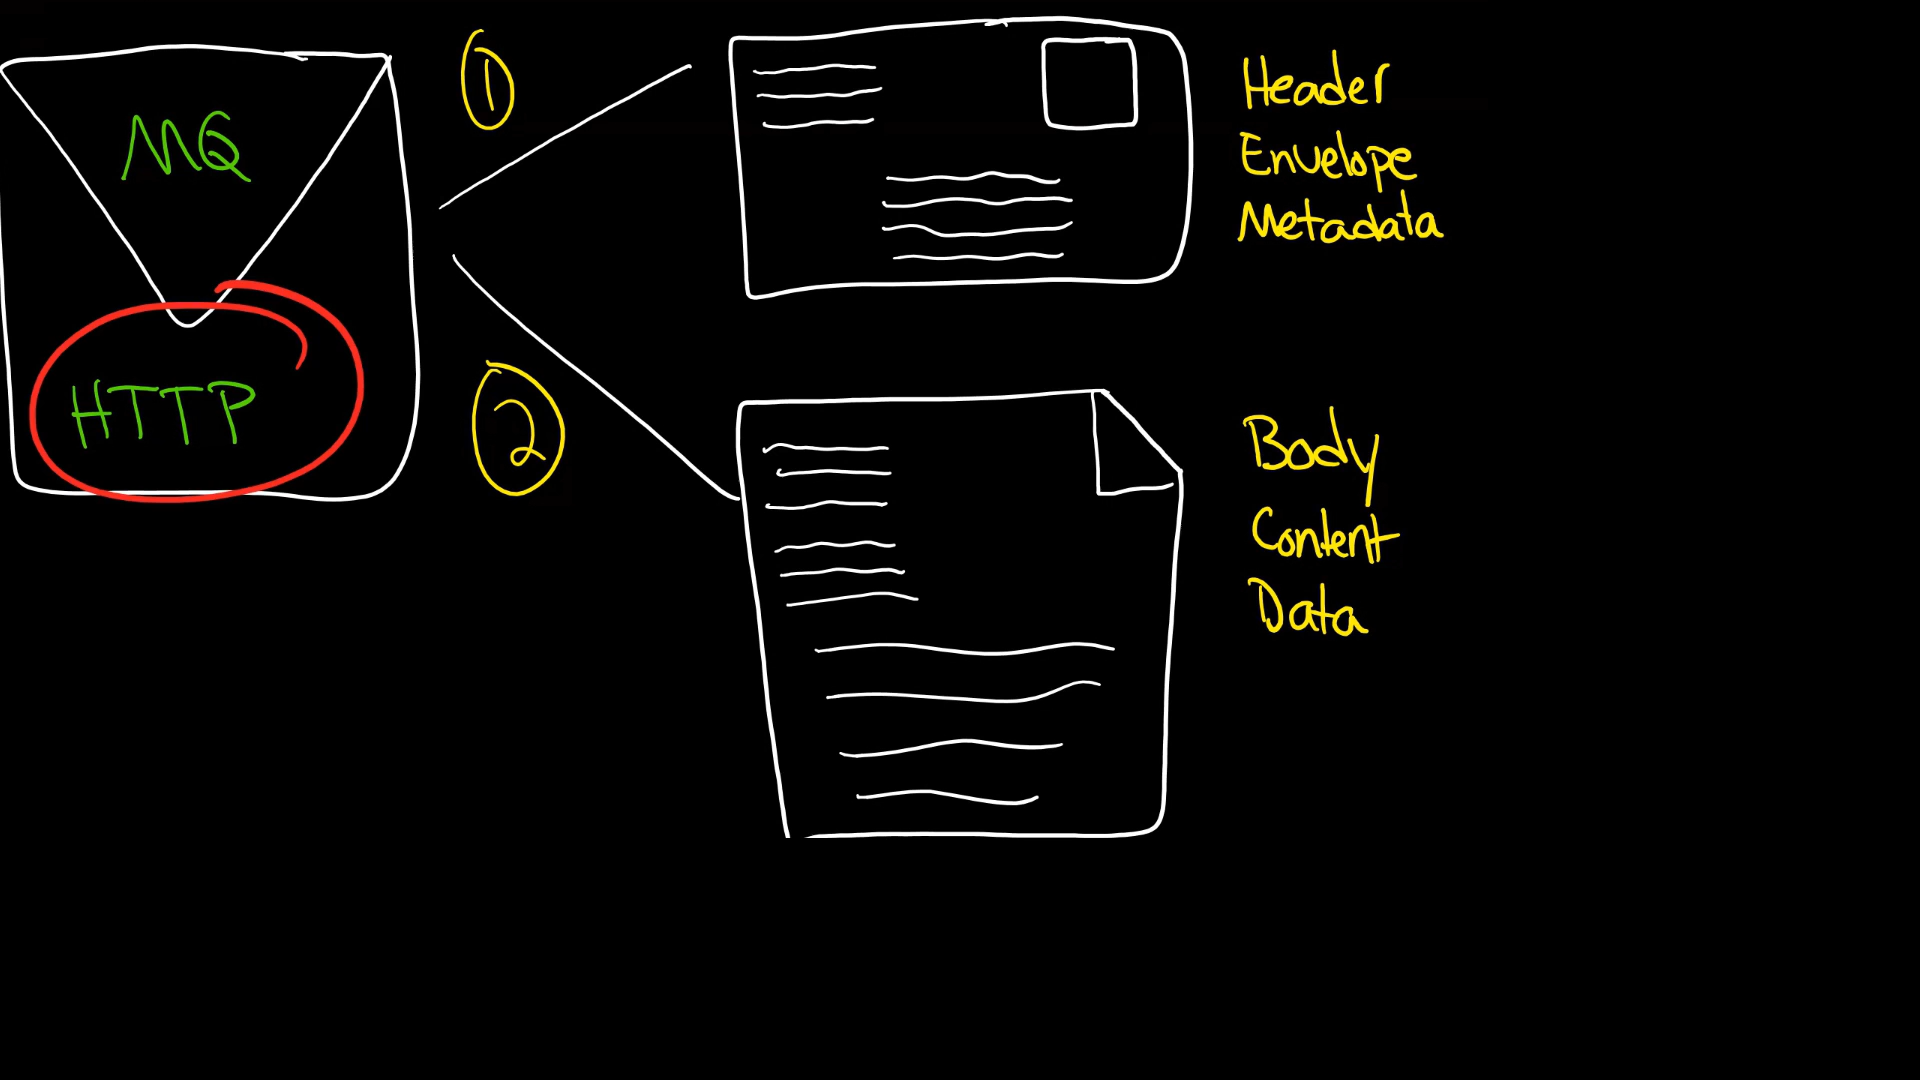 MQ
HTTP
1
2
Header
Envelope
Metadata
Body
Content
Data